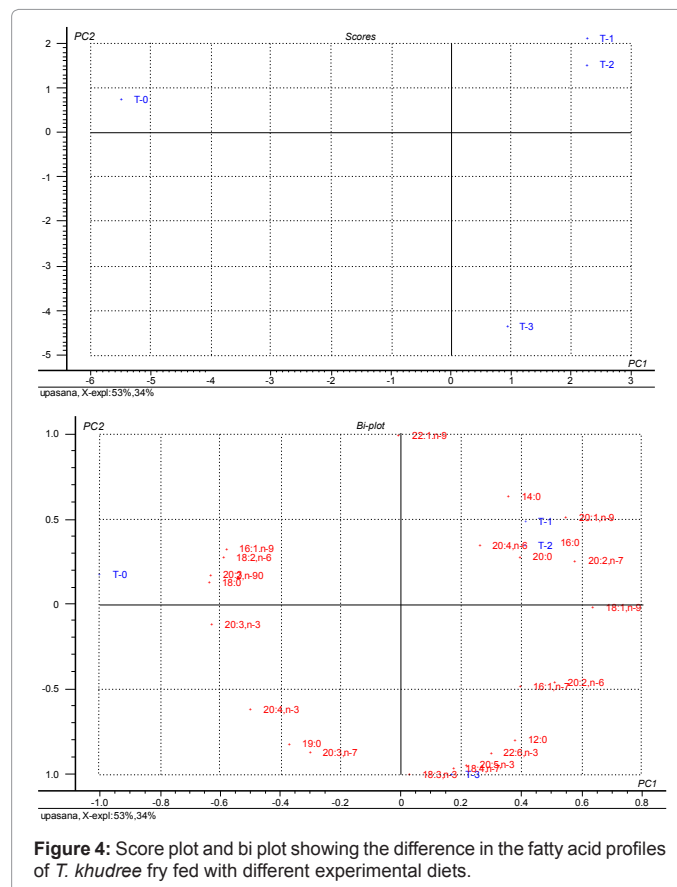 PC2
Scores
2
T-1
T-2
1
T-0
0
-1
-2
-3
-4
T-3
-5
PC1
-6 -5 -4 -3 -2 -1 0 1 2 3
upasana, X-expl:53%,34%
PC2
Bi-plot
1.0
22:1,n-9
14:0
0.5
T-1
20:1,n-9
16:1,n-9
20:4,n-6
T-2
16:0
18:2,n-6
20:0
20:2,n-7
T-0
18:0
0
18:1,n-9
20:3,n-3
-0.5
16:1,n-7
20:2,n-6
20:4,n-3
19:0
12:0
20:3,n-7
22:6,n-3
20:5,n-3
18:4,n-7
1.0
18:3,n-3
T-3
PC1
-1.0 -0.8 -0.6 -0.4 -0.2 0 0.2 0.4 0.6 0.8
upasana, X-expl:53%,34%
Figure 4: Score plot and bi plot showing the difference in the fatty acid profiles
of T. khudree fry fed with different experimental diets.